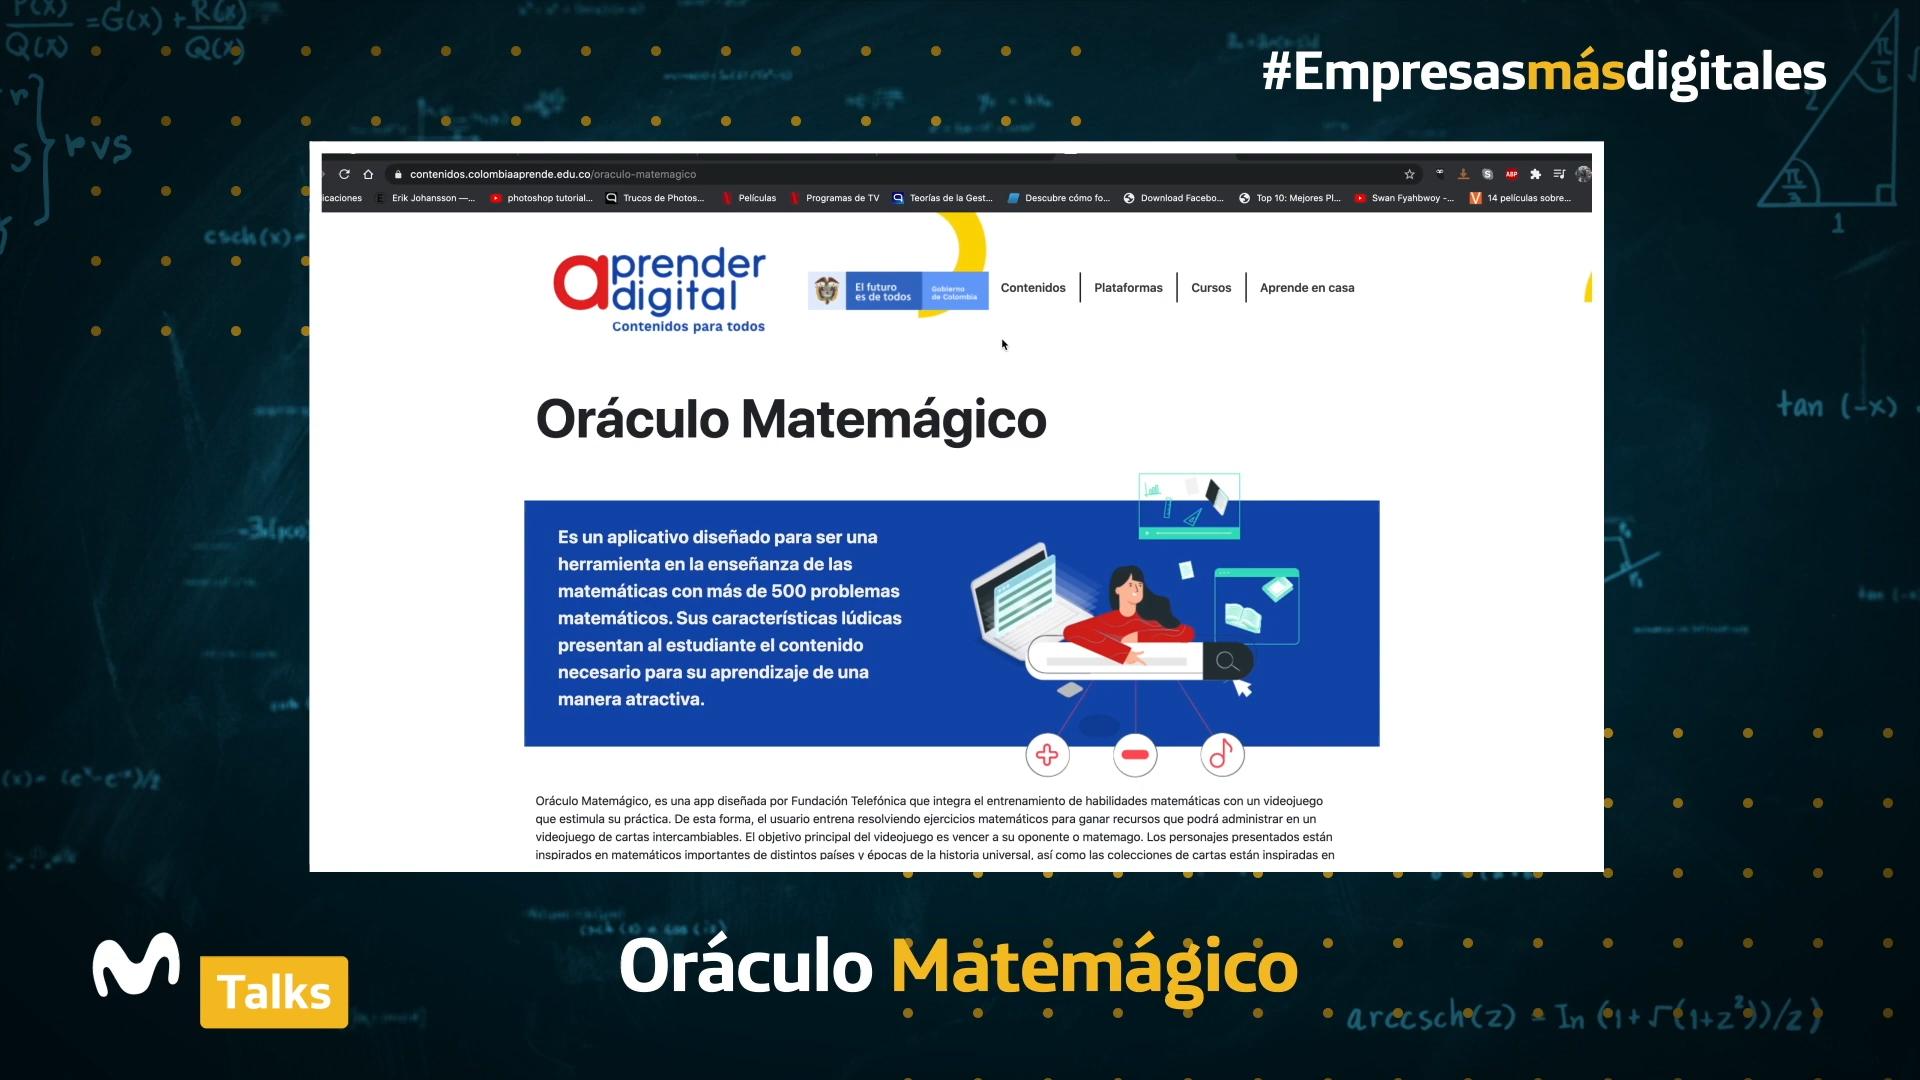 P(x)/Q(x) = G(x) + R(x)/Q(x)
#Empresasmásdigitales
r
s
r v s
csch(x)=
π/6
2
π/3
1
contenidos.colombiaaprende.edu.co/oraculo-matemagico
icaciones
Erik Johansson —...
photoshop tutorial...
Trucos de Photos...
Películas
Programas de TV
Teorías de la Gest...
Descubre cómo fo...
Download Facebo...
Top 10: Mejores Pl...
Swan Fyahbwoy -...
14 películas sobre...
aprender
digital
Contenidos para todos
El futuro
es de todos
Gobierno
de Colombia
Contenidos
Plataformas
Cursos
Aprende en casa
Oráculo Matemágico
tan (-x)
Es un aplicativo diseñado para ser una
herramienta en la enseñanza de las
matemáticas con más de 500 problemas
matemáticos. Sus características lúdicas
presentan al estudiante el contenido
necesario para su aprendizaje de una
manera atractiva.
(x) = (e^x - e^-x)/2
Oráculo Matemágico, es una app diseñada por Fundación Telefónica que integra el entrenamiento de habilidades matemáticas con un videojuego
que estimula su práctica. De esta forma, el usuario entrena resolviendo ejercicios matemáticos para ganar recursos que podrá administrar en un
videojuego de cartas intercambiables. El objetivo principal del videojuego es vencer a su oponente o matemago. Los personajes presentados están
inspirados en matemáticos importantes de distintos países y épocas de la historia universal, así como las colecciones de cartas están inspiradas en
Talks
Oráculo Matemágico
arccsch(z) = In (1+√(1+z²))/z)